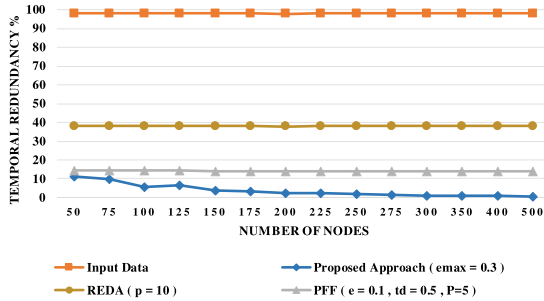 TEMPORAL REDUNDANCY %
100
90
80
70
60
50
40
30
20
10
0
50 75 100 125 150 175 200 225 250 275 300 350 400 500
NUMBER OF NODES
Input Data
Proposed Approach ( emax = 0.3 )
REDA ( p = 10 )
PFF ( e = 0.1 , td = 0.5 , P=5 )